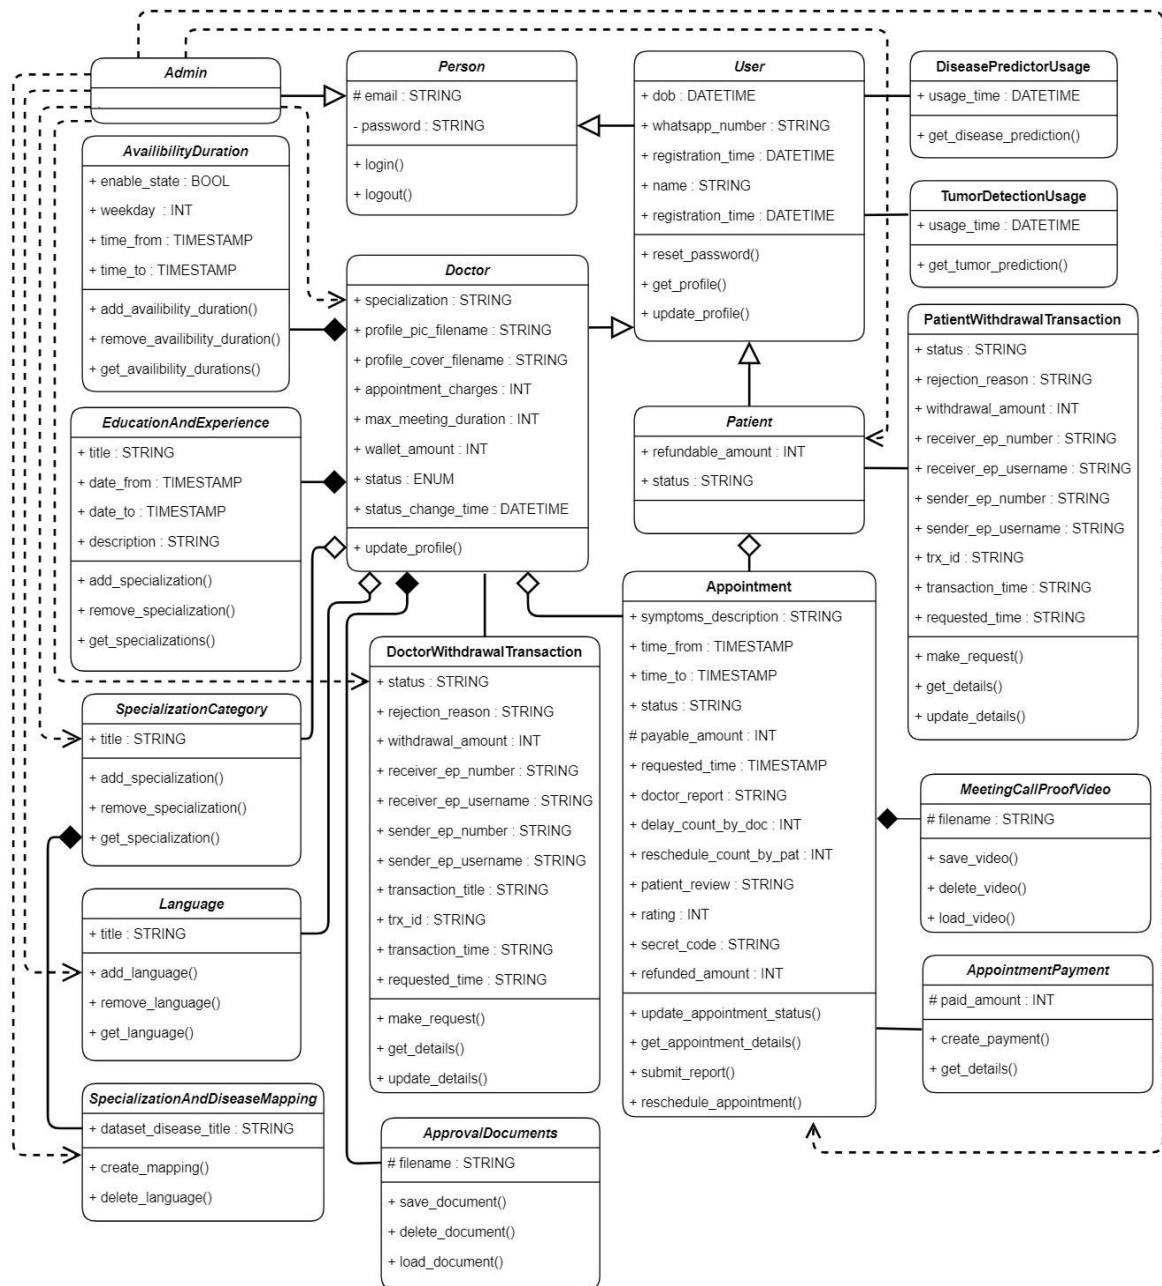 Admin
Person
# email : STRING
- password : STRING
+ login()
+ logout()
User
+ dob : DATETIME
+ whatsapp_number : STRING
+ registration_time : DATETIME
+ name : STRING
+ registration_time : DATETIME
+ reset_password()
+ get_profile()
+ update_profile()
DiseasePredictorUsage
+ usage_time : DATETIME
+ get_disease_prediction()
TumorDetectionUsage
+ usage_time : DATETIME
+ get_tumor_prediction()
AvailibilityDuration
+ enable_state : BOOL
+ weekday : INT
+ time_from : TIMESTAMP
+ time_to : TIMESTAMP
+ add_availibility_duration()
+ remove_availibility_duration()
+ get_availibility_durations()
Doctor
+ specialization : STRING
+ profile_pic_filename : STRING
+ profile_cover_filename : STRING
+ appointment_charges : INT
+ max_meeting_duration : INT
+ wallet_amount : INT
+ status : ENUM
+ status_change_time : DATETIME
+ update_profile()
PatientWithdrawalTransaction
+ status : STRING
+ rejection_reason : STRING
+ withdrawal_amount : INT
+ receiver_ep_number : STRING
+ receiver_ep_username : STRING
+ sender_ep_number : STRING
+ sender_ep_username : STRING
+ trx_id : STRING
+ transaction_time : STRING
+ requested_time : STRING
+ make_request()
+ get_details()
+ update_details()
EducationAndExperience
+ title : STRING
+ date_from : TIMESTAMP
+ date_to : TIMESTAMP
+ description : STRING
+ add_specialization()
+ remove_specialization()
+ get_specializations()
Patient
+ refundable_amount : INT
+ status : STRING
Appointment
+ symptoms_description : STRING
+ time_from : TIMESTAMP
+ time_to : TIMESTAMP
+ status : STRING
# payable_amount : INT
+ requested_time : TIMESTAMP
+ doctor_report : STRING
+ delay_count_by_doc : INT
+ reschedule_count_by_pat : INT
+ patient_review : STRING
+ rating : INT
+ secret_code : STRING
+ refunded_amount : INT
+ update_appointment_status()
+ get_appointment_details()
+ submit_report()
+ reschedule_appointment()
DoctorWithdrawalTransaction
+ status : STRING
+ rejection_reason : STRING
+ withdrawal_amount : INT
+ receiver_ep_number : STRING
+ receiver_ep_username : STRING
+ sender_ep_number : STRING
+ sender_ep_username : STRING
+ transaction_title : STRING
+ trx_id : STRING
+ transaction_time : STRING
+ requested_time : STRING
+ make_request()
+ get_details()
+ update_details()
SpecializationCategory
+ title : STRING
+ add_specialization()
+ remove_specialization()
+ get_specialization()
MeetingCallProofVideo
# filename : STRING
+ save_video()
+ delete_video()
+ load_video()
Language
+ title : STRING
+ add_language()
+ remove_language()
+ get_language()
AppointmentPayment
# paid_amount : INT
+ create_payment()
+ get_details()
SpecializationAndDiseaseMapping
+ dataset_disease_title : STRING
+ create_mapping()
+ delete_language()
ApprovalDocuments
# filename : STRING
+ save_document()
+ delete_document()
+ load_document()